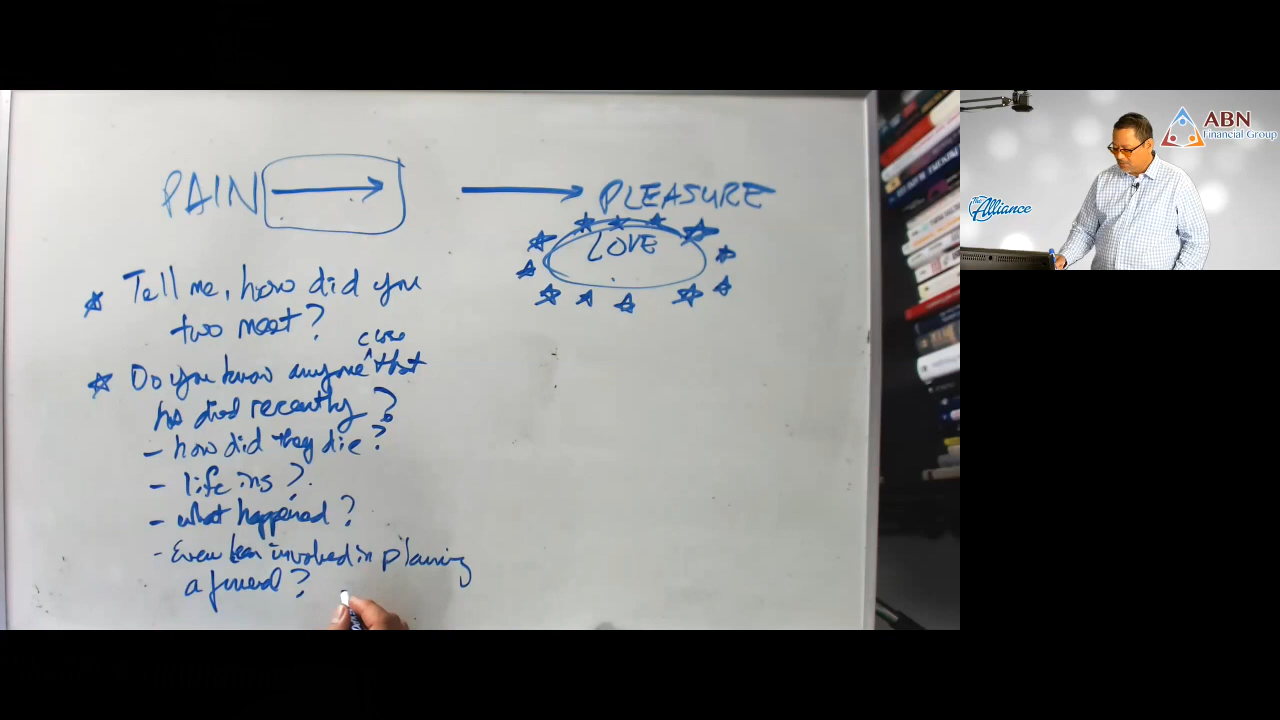 PAIN → → PLEASURE
LOVE
Tell me, how did you
two meet?
close
Do you know anyone ^ that
has died recently?
- how did they die?
- life ins?
- what happened?
- Ever been involved in planning
a funeral?
ABN
Financial Group
The
Alliance